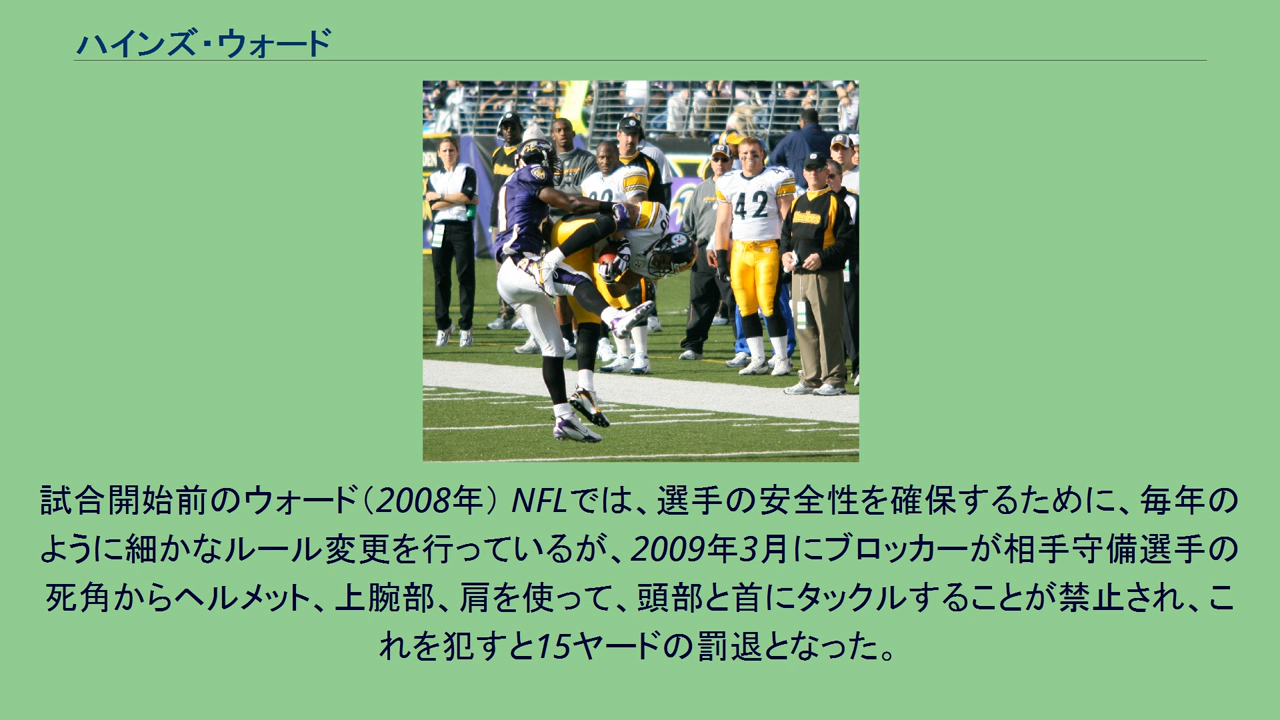 ハインズ・ウォード
42
試合開始前のウォード（2008年） NFLでは、選手の安全性を確保するために、毎年の
ように細かなルール変更を行っているが、2009年3月にブロッカーが相手守備選手の
死角からヘルメット、上腕部、肩を使って、頭部と首にタックルすることが禁止され、こ
れを犯すと15ヤードの罰退となった。